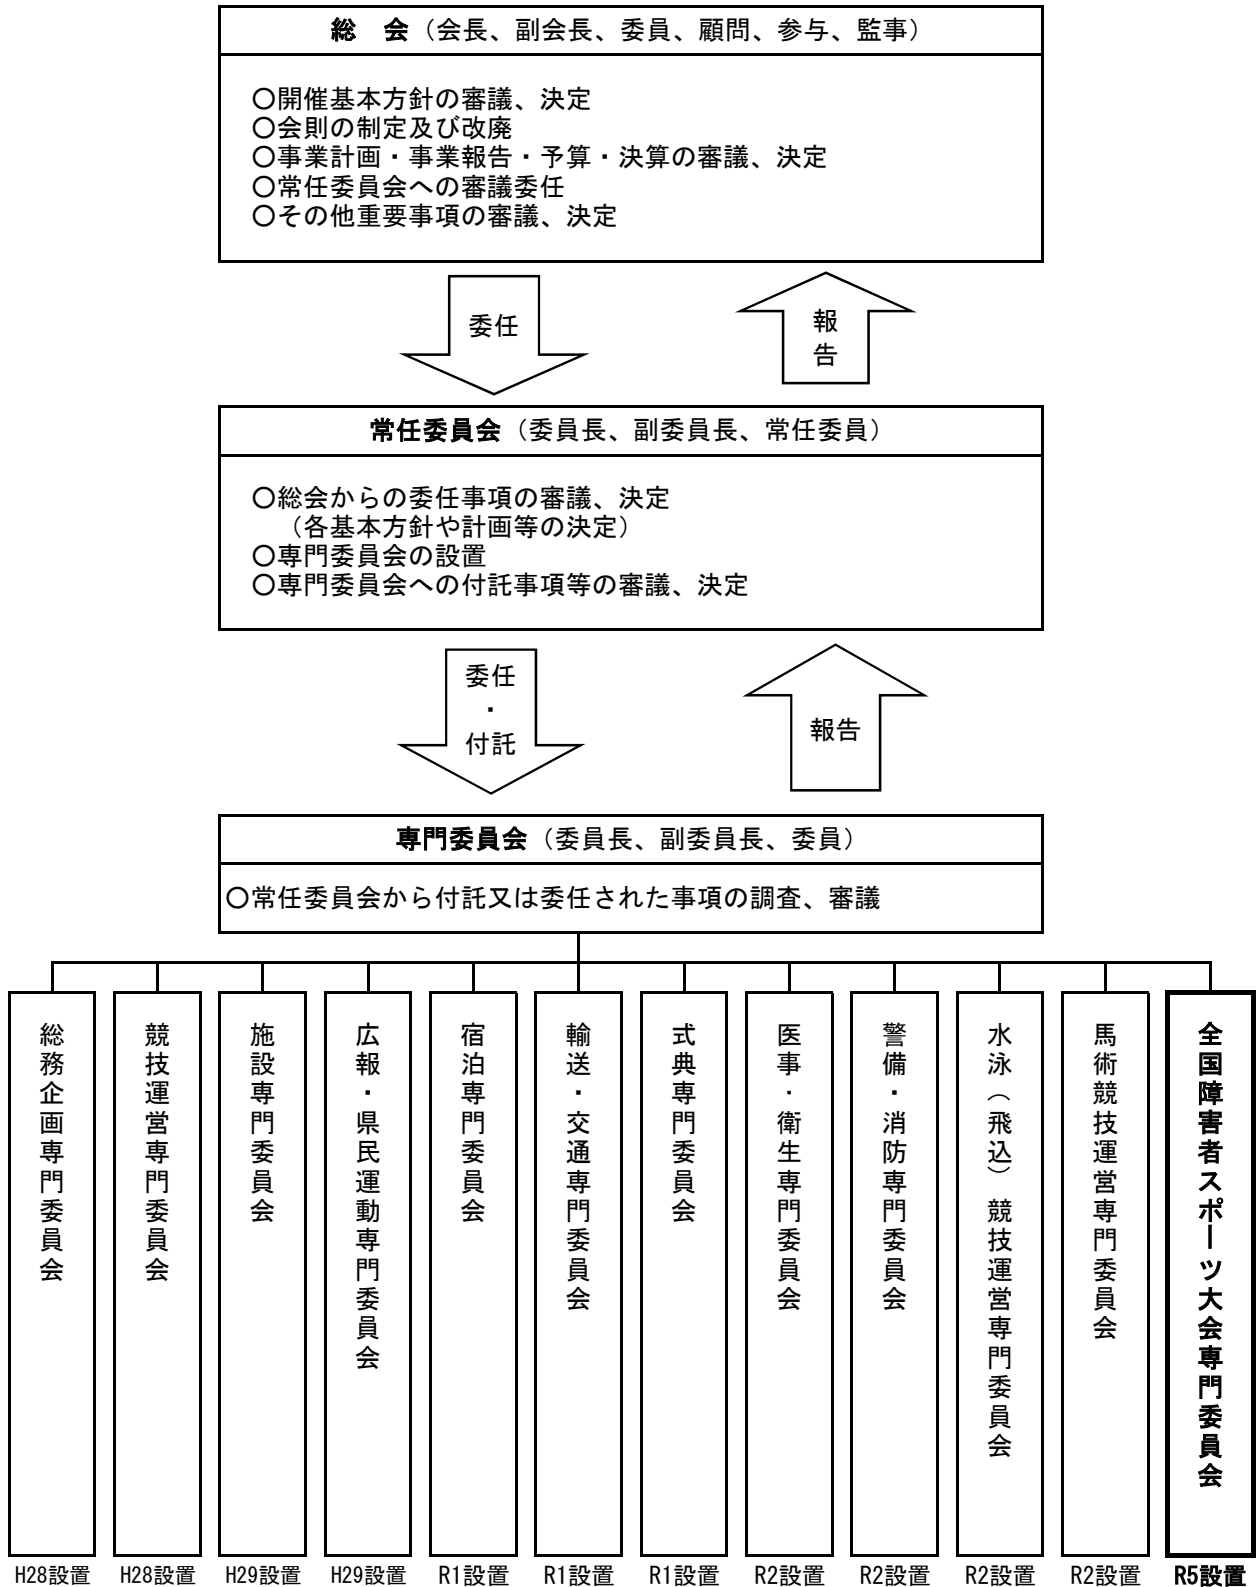 総　会（会長、副会長、委員、顧問、参与、監事）
〇開催基本方針の審議、決定
〇会則の制定及び改廃
〇事業計画・事業報告・予算・決算の審議、決定
〇常任委員会への審議委任
〇その他重要事項の審議、決定
委任
報
告
常任委員会（委員長、副委員長、常任委員）
〇総会からの委任事項の審議、決定
（各基本方針や計画等の決定）
〇専門委員会の設置
〇専門委員会への付託事項等の審議、決定
委任
・
付託
報告
専門委員会（委員長、副委員長、委員）
〇常任委員会から付託又は委任された事項の調査、審議
総務企画専門委員会
競技運営専門委員会
施設専門委員会
広報・県民運動専門委員会
宿泊専門委員会
輸送・交通専門委員会
式典専門委員会
医事・衛生専門委員会
警備・消防専門委員会
水泳（飛込）競技運営専門委員会
馬術競技運営専門委員会
全国障害者スポーツ大会専門委員会
H28設置
H28設置
H29設置
H29設置
R1設置
R1設置
R1設置
R2設置
R2設置
R2設置
R2設置
R5設置